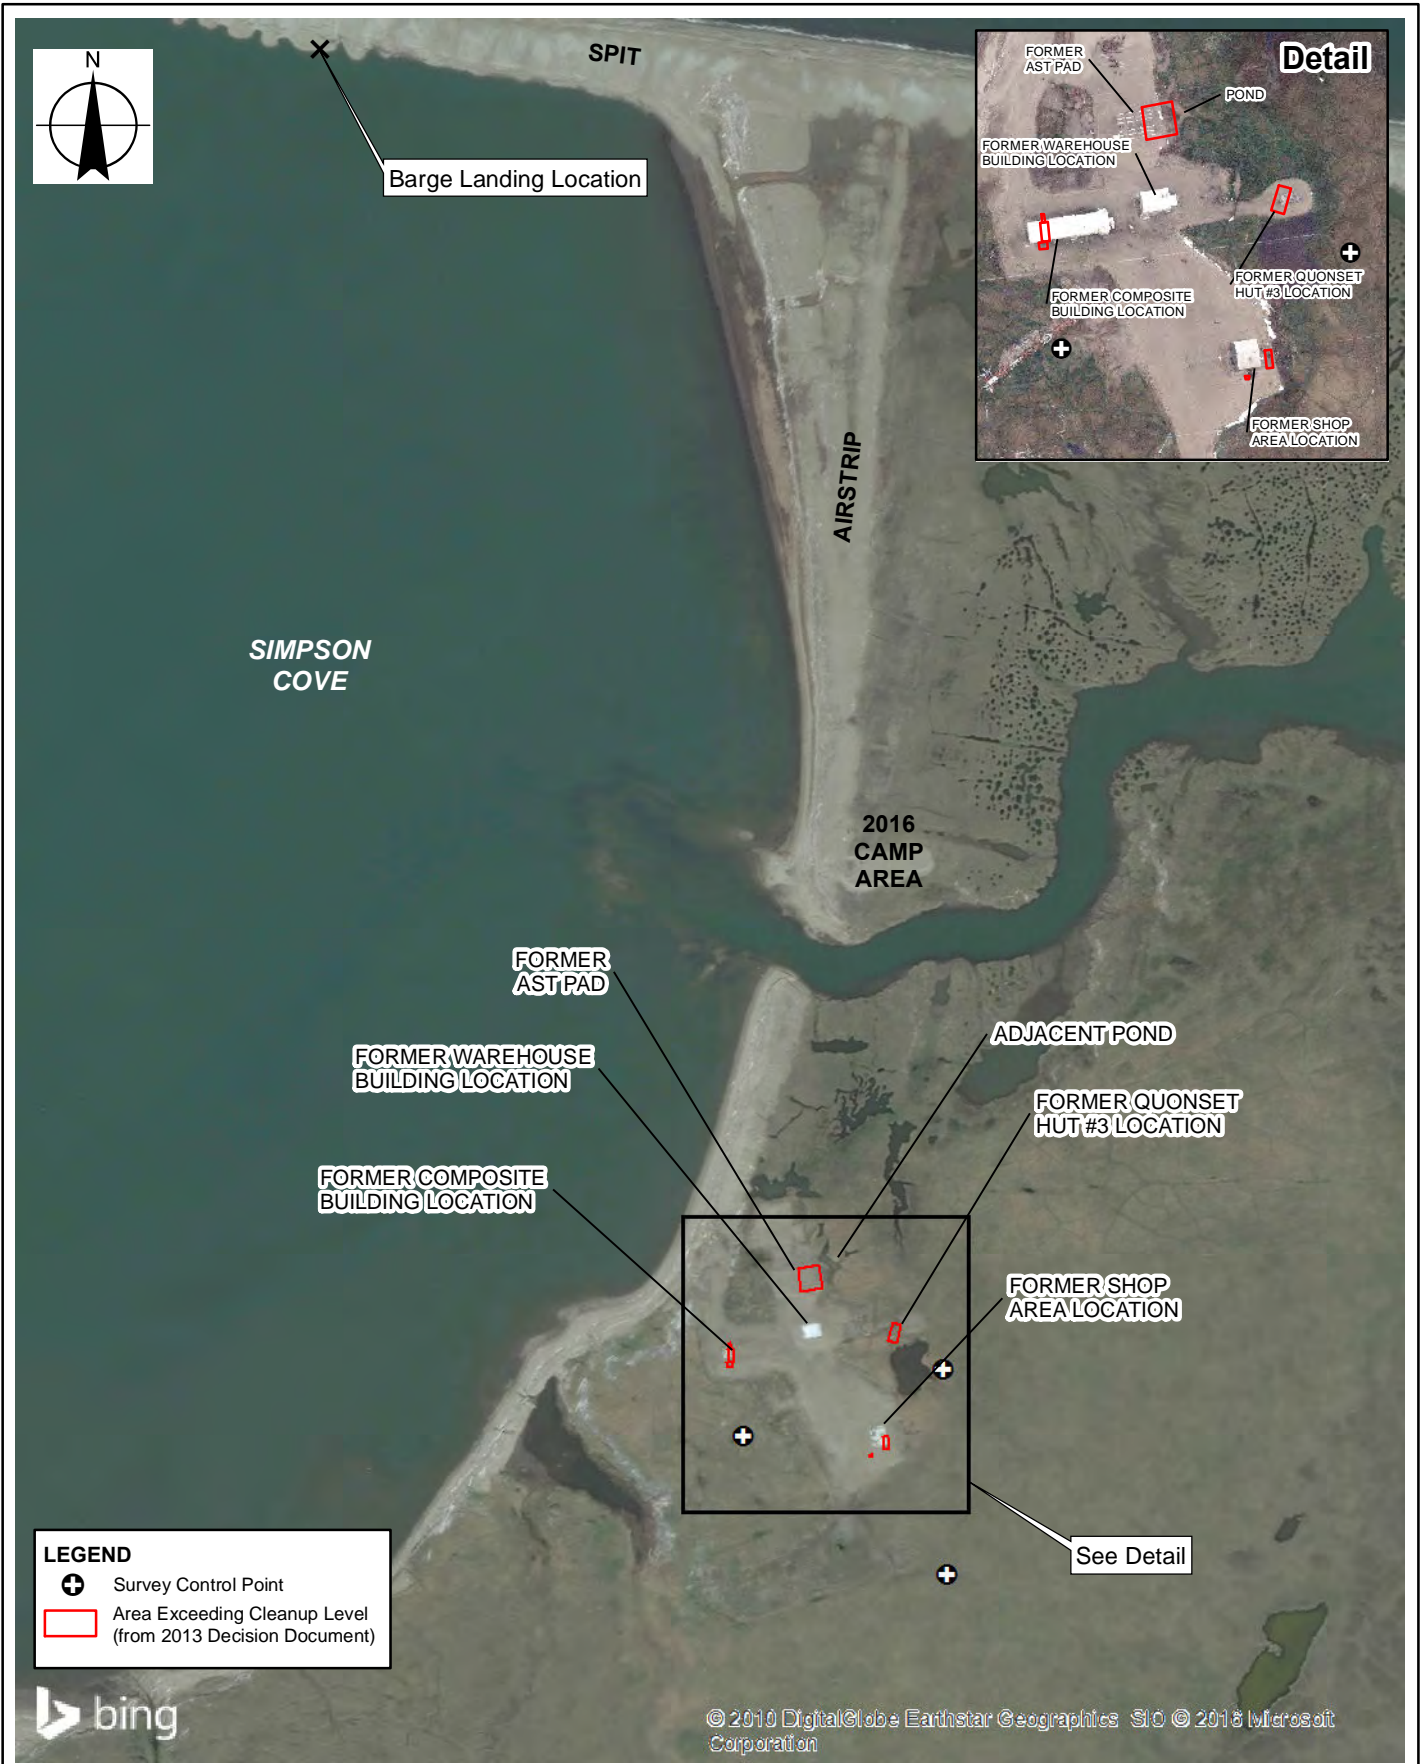 N
SPIT
Barge Landing Location
Detail
FORMER
AST PAD
POND
FORMER WAREHOUSE
BUILDING LOCATION
FORMER QUONSET
HUT #3 LOCATION
FORMER COMPOSITE
BUILDING LOCATION
FORMER SHOP
AREA LOCATION
AIRSTRIP
SIMPSON
COVE
2016
CAMP
AREA
FORMER
AST PAD
ADJACENT POND
FORMER WAREHOUSE
BUILDING LOCATION
FORMER QUONSET
HUT #3 LOCATION
FORMER COMPOSITE
BUILDING LOCATION
FORMER SHOP
AREA LOCATION
See Detail
LEGEND
Survey Control Point
Area Exceeding Cleanup Level
(from 2013 Decision Document)
bing
© 2010 DigitalGlobe Earthstar Geographics SIO © 2016 Microsoft
Corporation